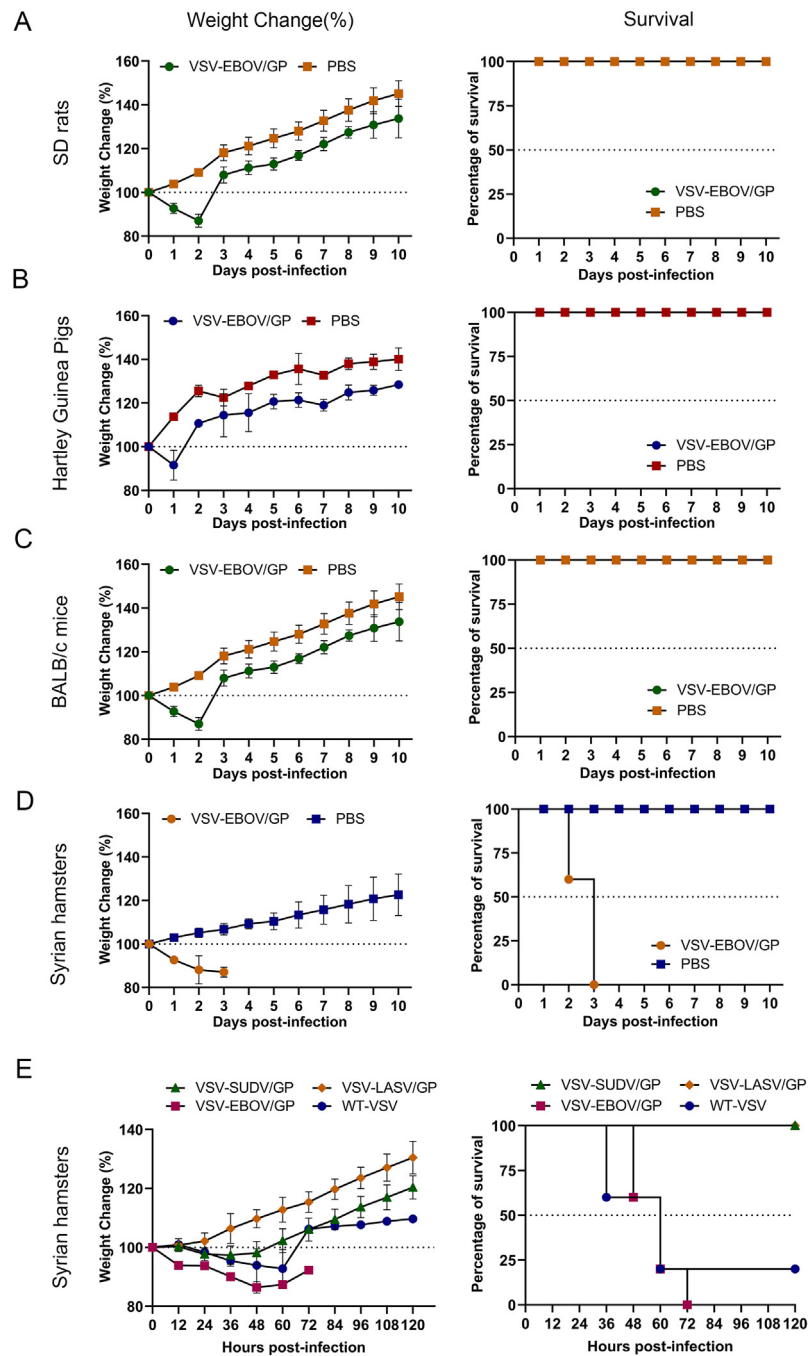 A
Weight Change(%)
Survival
SD rats
Weight Change (%)
VSV-EBOV/GP PBS
160
140
120
100
80
0 1 2 3 4 5 6 7 8 9 10
Days post-infection
Percentage of survival
100
75
50
25
0
VSV-EBOV/GP
PBS
0 1 2 3 4 5 6 7 8 9 10
Days post-infection
B
Hartley Guinea Pigs
Weight Change (%)
VSV-EBOV/GP PBS
160
140
120
100
80
0 1 2 3 4 5 6 7 8 9 10
Days post-infection
Percentage of survival
100
75
50
25
0
VSV-EBOV/GP
PBS
0 1 2 3 4 5 6 7 8 9 10
Days post-infection
C
BALB/c mice
Weight Change (%)
VSV-EBOV/GP PBS
160
140
120
100
80
0 1 2 3 4 5 6 7 8 9 10
Days post-infection
Percentage of survival
100
75
50
25
0
VSV-EBOV/GP
PBS
0 1 2 3 4 5 6 7 8 9 10
Days post-infection
D
Syrian hamsters
Weight Change (%)
VSV-EBOV/GP PBS
160
140
120
100
80
0 1 2 3 4 5 6 7 8 9 10
Days post-infection
Percentage of survival
100
75
50
25
0
VSV-EBOV/GP
PBS
0 1 2 3 4 5 6 7 8 9 10
Days post-infection
E
Syrian hamsters
Weight Change (%)
VSV-SUDV/GP VSV-LASV/GP
VSV-EBOV/GP WT-VSV
140
120
100
80
0 12 24 36 48 60 72 84 96 108 120
Hours post-infection
Percentage of survival
VSV-SUDV/GP VSV-LASV/GP
VSV-EBOV/GP WT-VSV
100
75
50
25
0
0 12 24 36 48 60 72 84 96 108 120
Hours post-infection